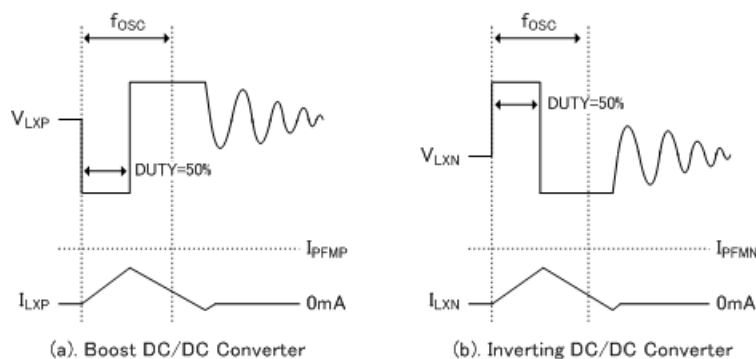 fOSC
fOSC
VLXP
DUTY=50%
VLXN
DUTY=50%
IPFMP
IPFMN
ILXP
0mA
ILXN
0mA
(a). Boost DC/DC Converter
(b). Inverting DC/DC Converter